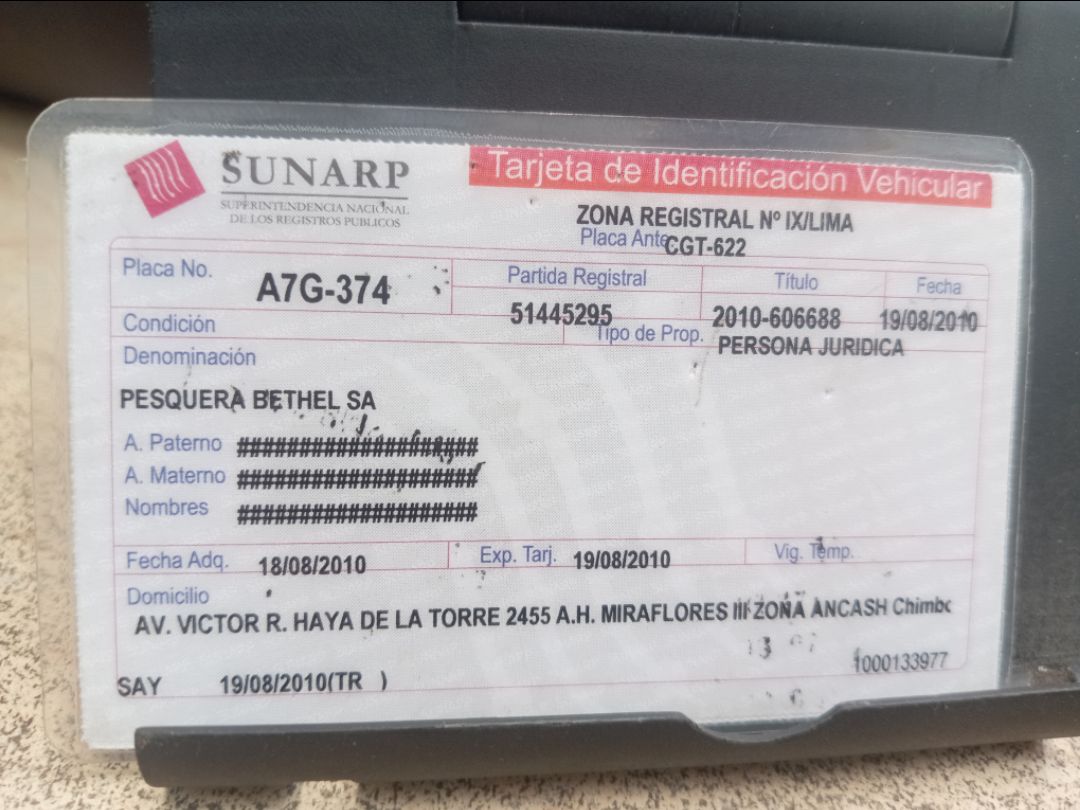 SUNARP
SUPERINTENDENCIA NACIONAL
DE LOS REGISTROS PUBLICOS
Tarjeta de Identificación Vehicular
ZONA REGISTRAL Nº IX/LIMA
Placa Ante CGT-622
Placa No. A7G-374
Partida Registral 51445295
Título 2010-606688
Fecha 19/08/2010
Condición
Tipo de Prop. PERSONA JURIDICA
Denominación
PESQUERA BETHEL SA
A. Paterno ####################
A. Materno ####################
Nombres ####################
Fecha Adq. 18/08/2010 Exp. Tarj. 19/08/2010 Vig. Temp.
Domicilio
AV. VICTOR R. HAYA DE LA TORRE 2455 A.H. MIRAFLORES III ZONA ANCASH Chimbo
1000133977
SAY 19/08/2010(TR )